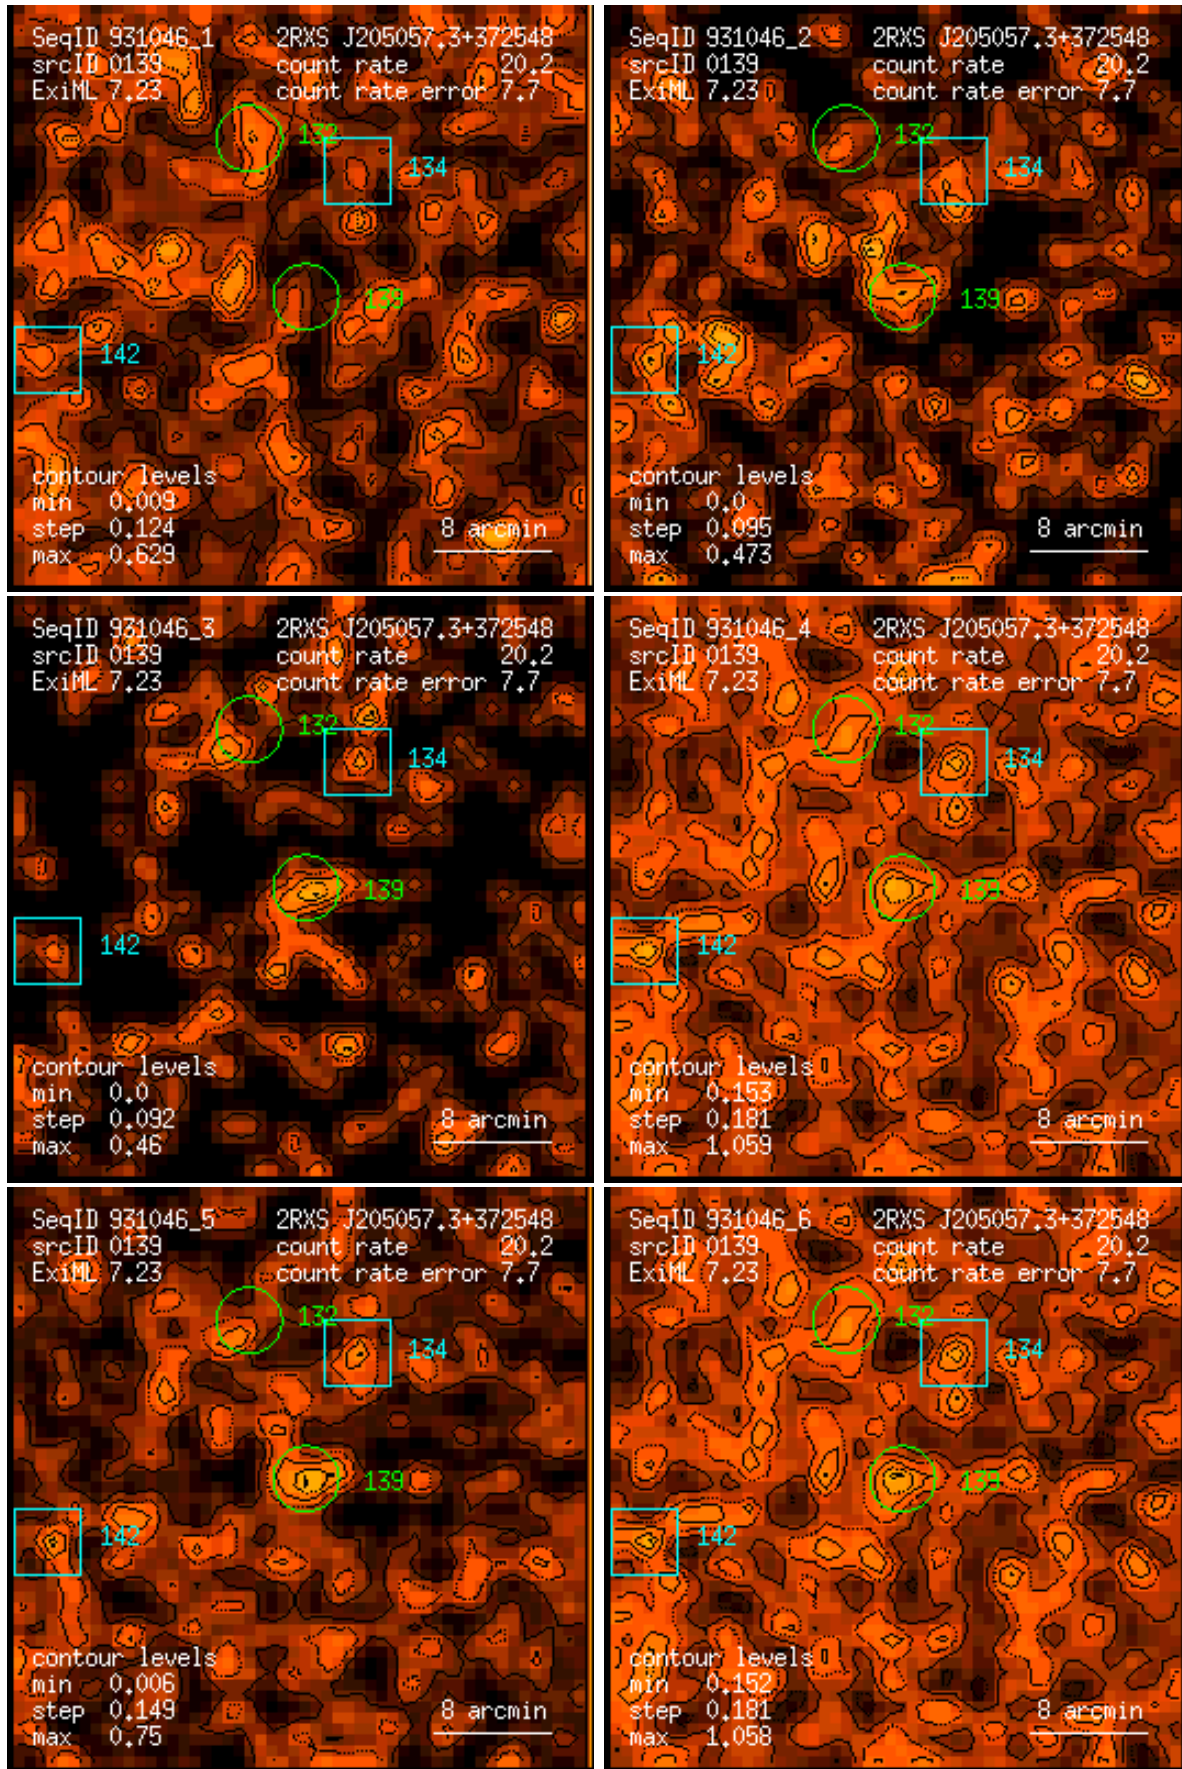 SeqID 931046_1 2RXS J205057.3+372548
srcID 0139 count rate 20.2
ExiML 7.23 count rate error 7.7
132
134
139
142
contour levels
min 0.009
step 0.124 8 arcmin
max 0.629
SeqID 931046_2 2RXS J205057.3+372548
srcID 0139 count rate 20.2
ExiML 7.23 count rate error 7.7
132
134
139
142
contour levels
min 0.0
step 0.095 8 arcmin
max 0.473
SeqID 931046_3 2RXS J205057.3+372548
srcID 0139 count rate 20.2
ExiML 7.23 count rate error 7.7
132
134
139
142
contour levels
min 0.0
step 0.092 8 arcmin
max 0.46
SeqID 931046_4 2RXS J205057.3+372548
srcID 0139 count rate 20.2
ExiML 7.23 count rate error 7.7
132
134
139
142
contour levels
min 0.153
step 0.181 8 arcmin
max 1.059
SeqID 931046_5 2RXS J205057.3+372548
srcID 0139 count rate 20.2
ExiML 7.23 count rate error 7.7
132
134
139
142
contour levels
min 0.006
step 0.149 8 arcmin
max 0.75
SeqID 931046_6 2RXS J205057.3+372548
srcID 0139 count rate 20.2
ExiML 7.23 count rate error 7.7
132
134
139
142
contour levels
min 0.152
step 0.181 8 arcmin
max 1.058